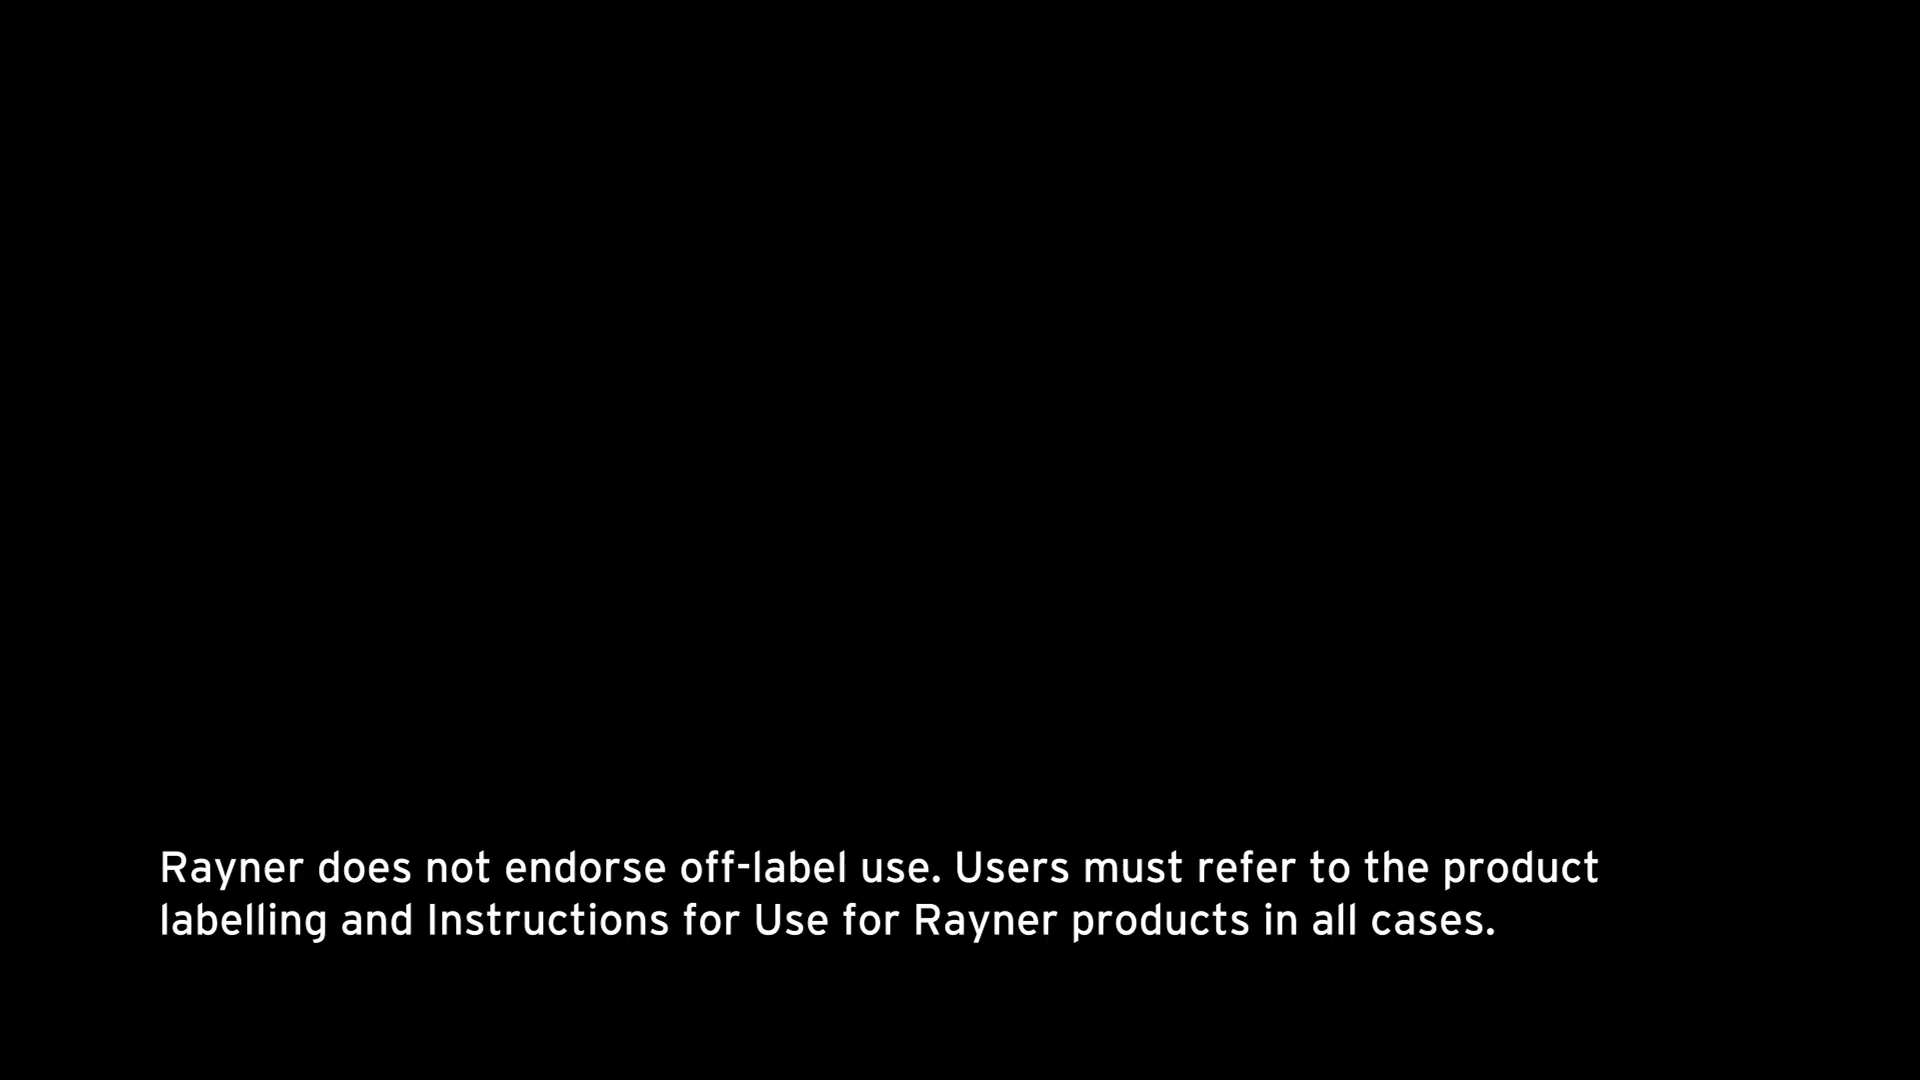 Rayner does not endorse off-label use. Users must refer to the product
labelling and Instructions for Use for Rayner products in all cases.